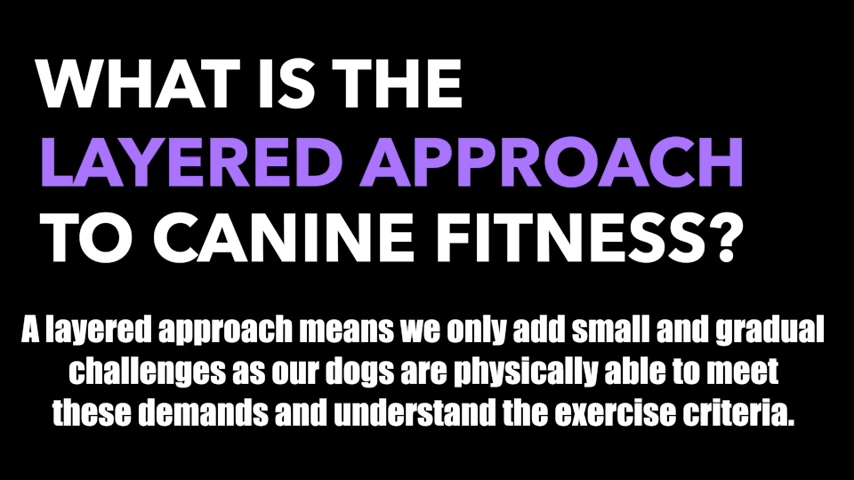 WHAT IS THE
LAYERED APPROACH
TO CANINE FITNESS?
A layered approach means we only add small and gradual
challenges as our dogs are physically able to meet
these demands and understand the exercise criteria.